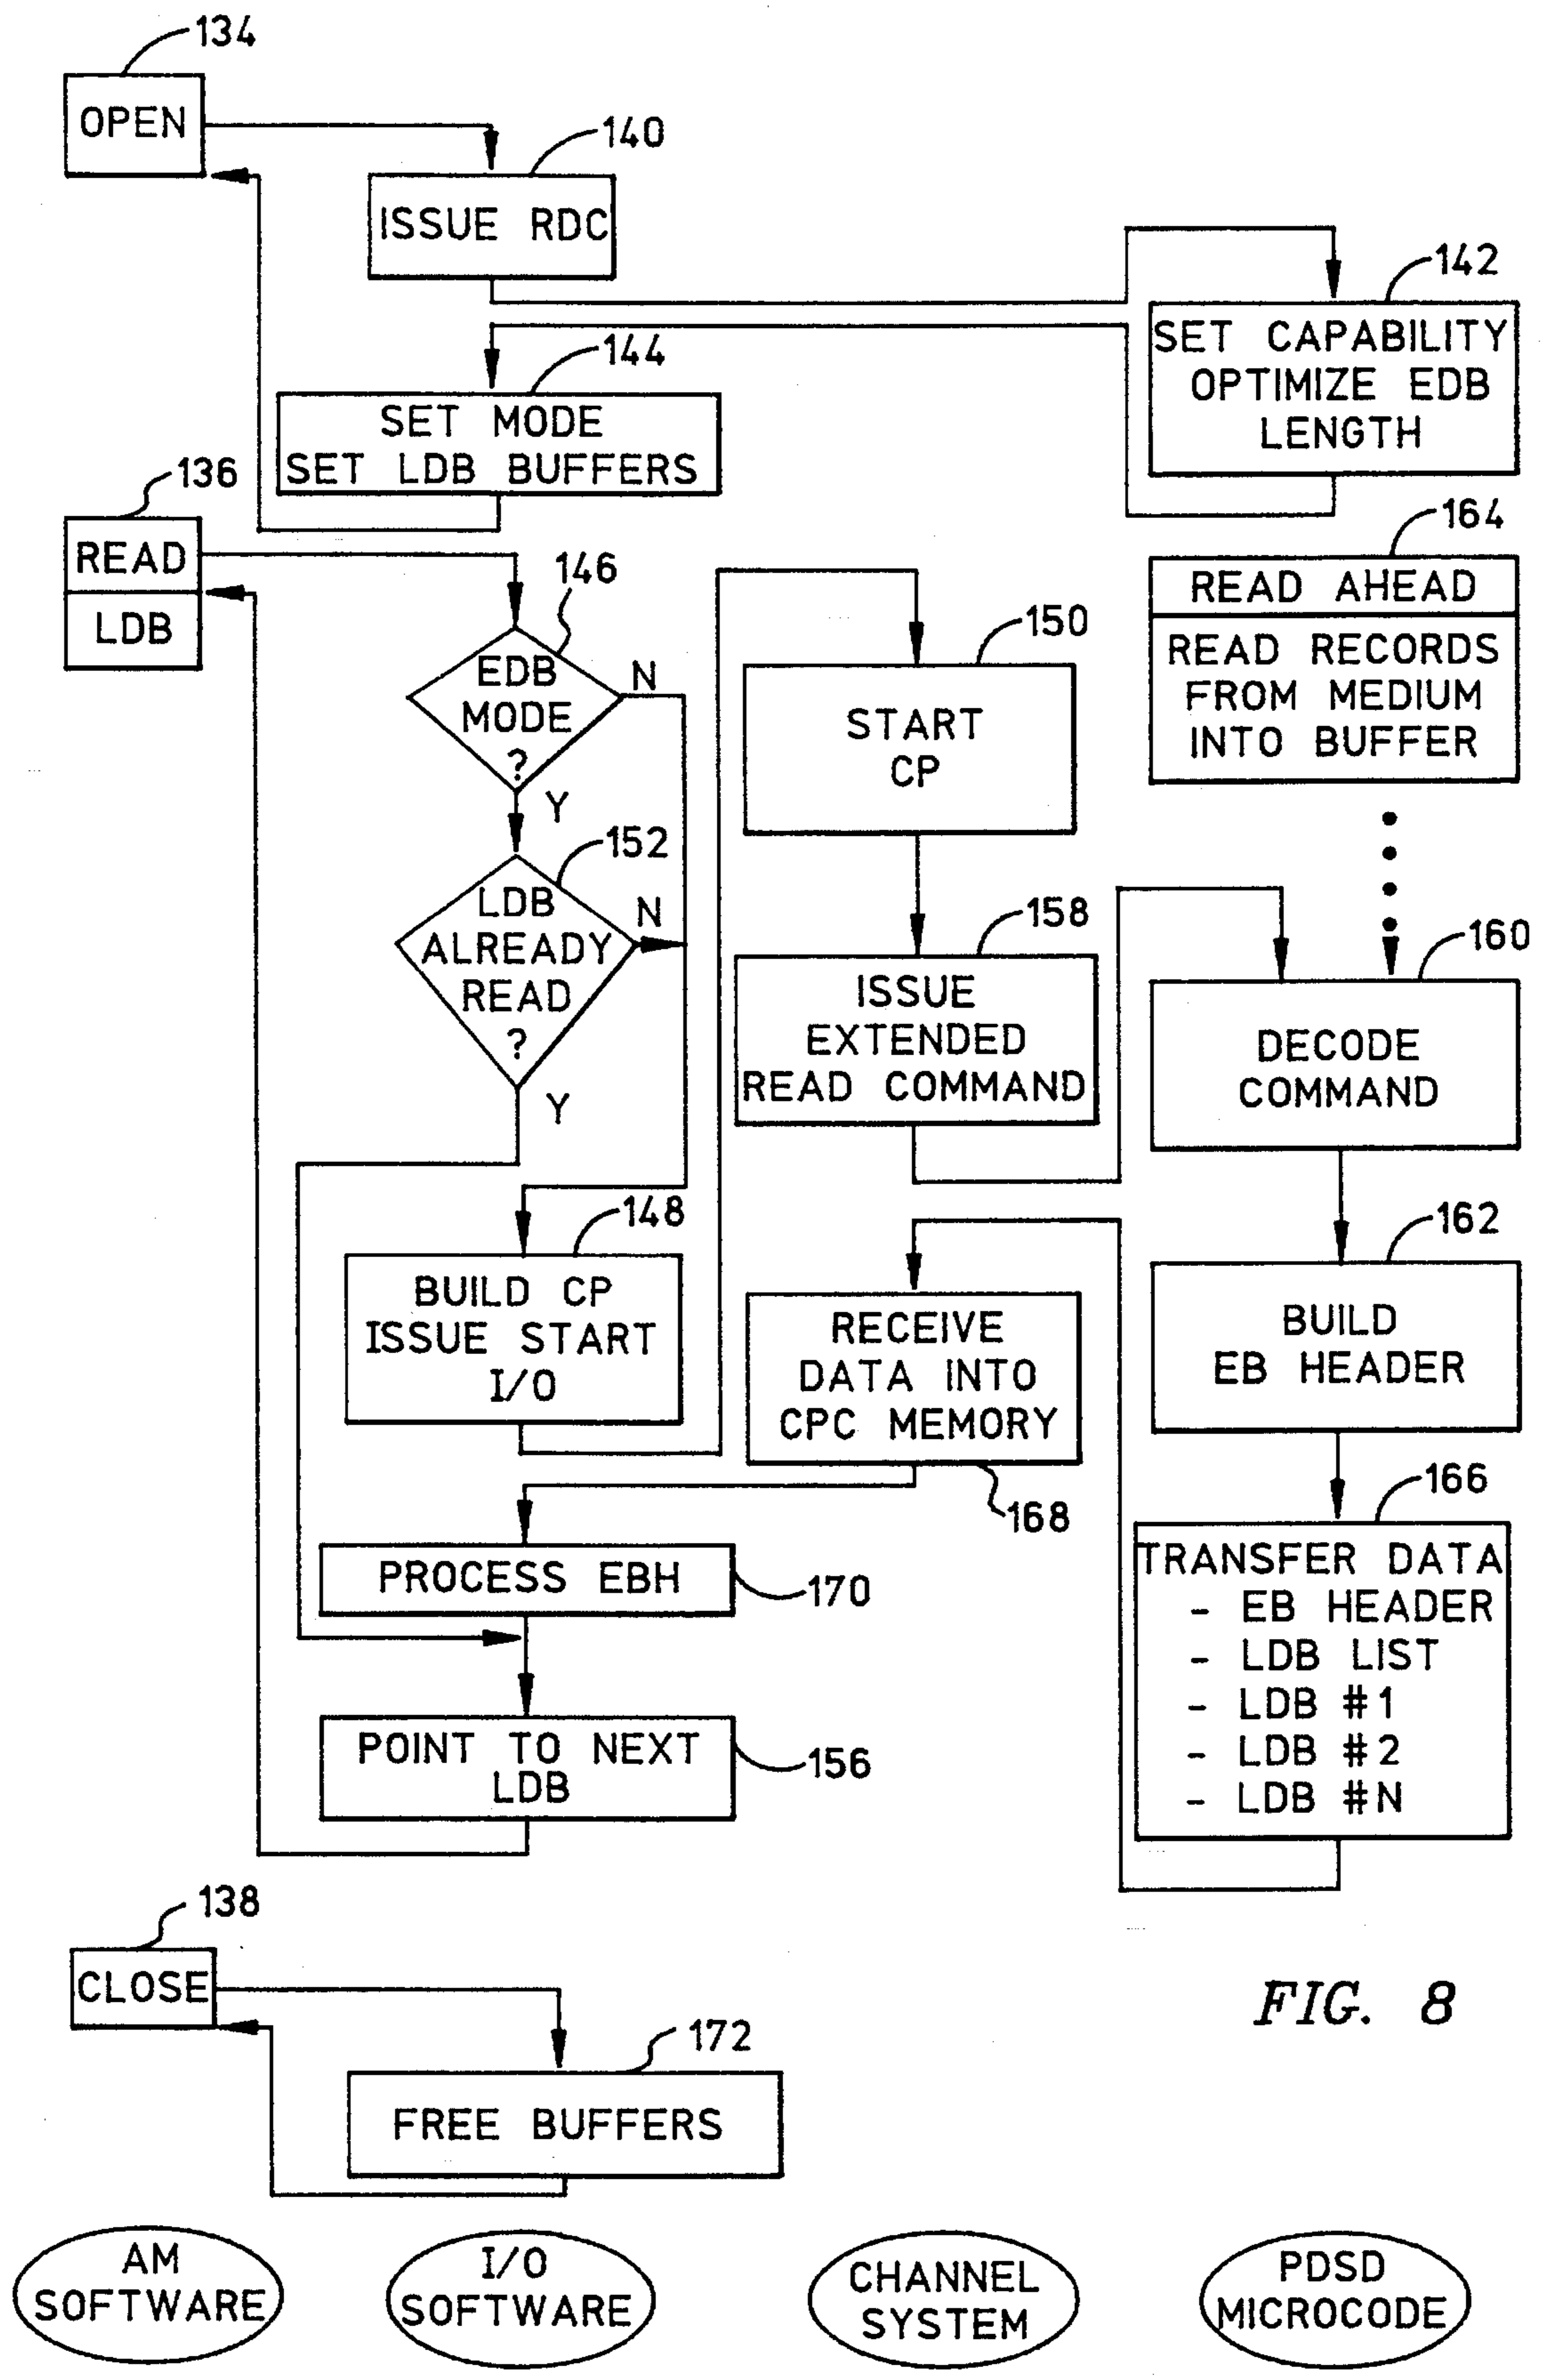 134
OPEN
140
ISSUE RDC
142
SET CAPABILITY
OPTIMIZE EDB
LENGTH
144
SET MODE
SET LDB BUFFERS
136
READ
LDB
164
READ AHEAD
READ RECORDS
FROM MEDIUM
INTO BUFFER
146
EDB
MODE
?
N
Y
150
START
CP
152
LDB
ALREADY
READ
?
N
Y
158
ISSUE
EXTENDED
READ COMMAND
160
DECODE
COMMAND
148
BUILD CP
ISSUE START
I/O
162
BUILD
EB HEADER
RECEIVE
DATA INTO
CPC MEMORY
168
166
TRANSFER DATA
- EB HEADER
- LDB LIST
- LDB #1
- LDB #2
- LDB #N
PROCESS EBH
170
POINT TO NEXT
LDB
156
138
CLOSE
172
FREE BUFFERS
FIG. 8
AM
SOFTWARE
I/O
SOFTWARE
CHANNEL
SYSTEM
PDSD
MICROCODE